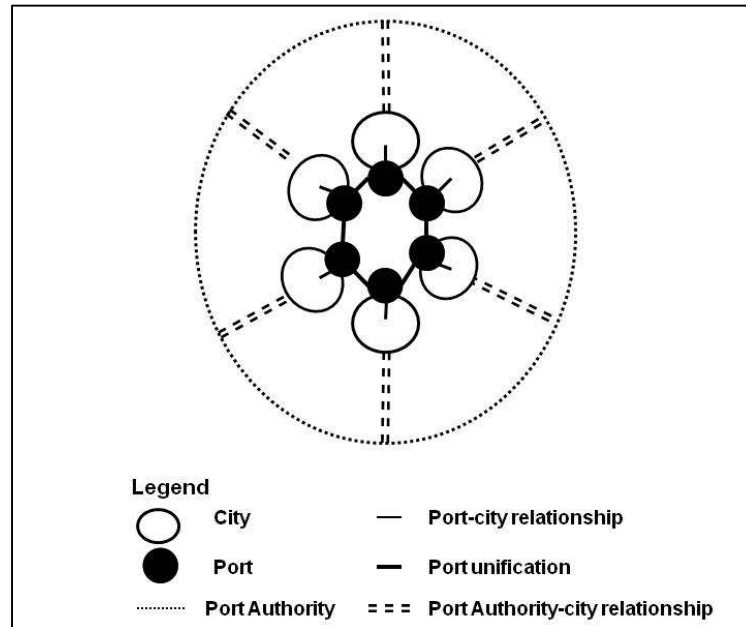 Legend
City
Port-city relationship
Port
Port unification
Port Authority
Port Authority-city relationship